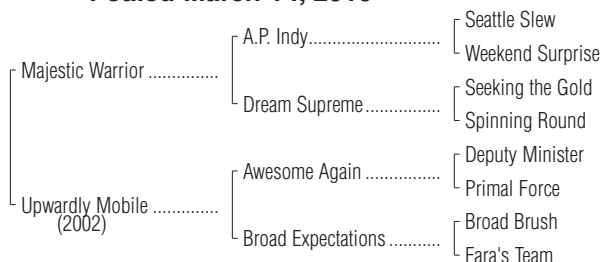 A.P. Indy..............................
Seattle Slew
Weekend Surprise
Majestic Warrior ...............
Dream Supreme.................
Seeking the Gold
Spinning Round
Awesome Again .................
Deputy Minister
Primal Force
Upwardly Mobile ..............
(2002)
Broad Expectations ...........
Broad Brush
Fara's Team